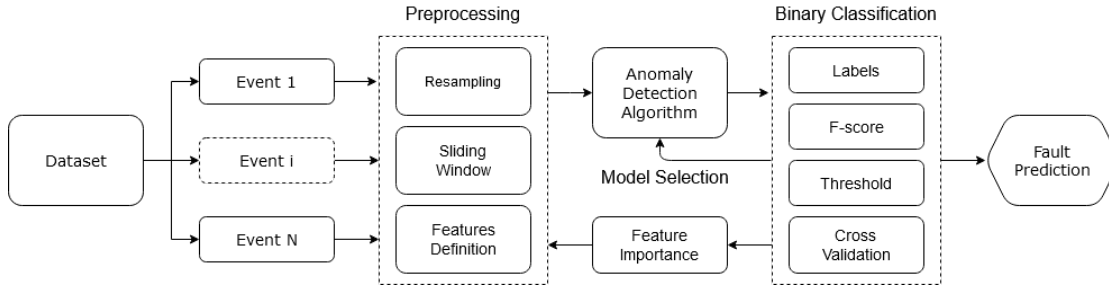 Preprocessing
Binary Classification
Dataset
Event 1
Event i
Event N
Resampling
Sliding
Window
Features
Definition
Anomaly
Detection
Algorithm
Model Selection
Feature
Importance
Labels
F-score
Threshold
Cross
Validation
Fault
Prediction